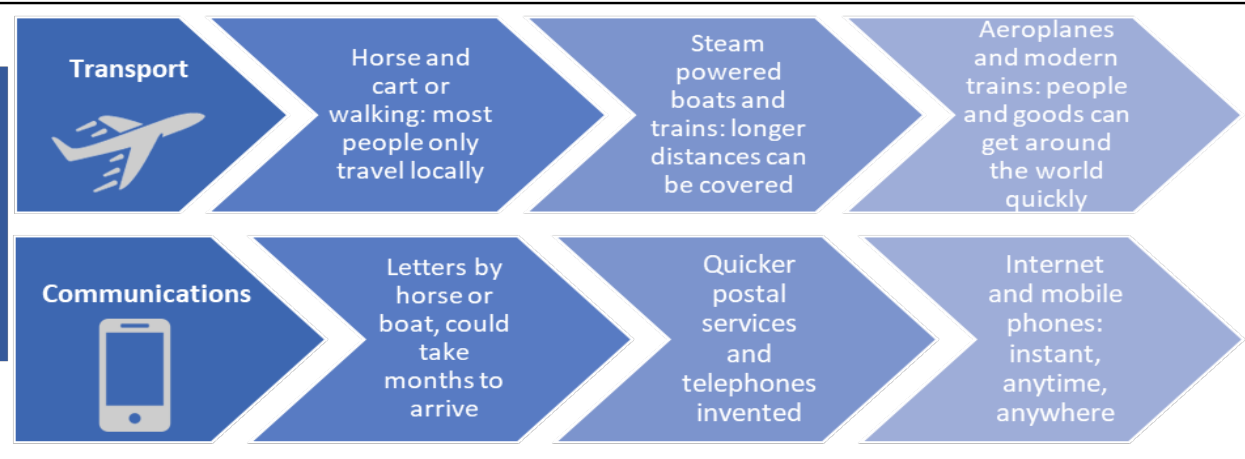 Transport
Horse and
cart or
walking: most
people only
travel locally
Steam
powered
boats and
trains: longer
distances can
be covered
Aeroplanes
and modern
trains: people
and goods can
get around
the world
quickly
Communications
Letters by
horse or
boat, could
take
months to
arrive
Quicker
postal
services
and
telephones
invented
Internet
and mobile
phones:
instant,
anytime,
anywhere